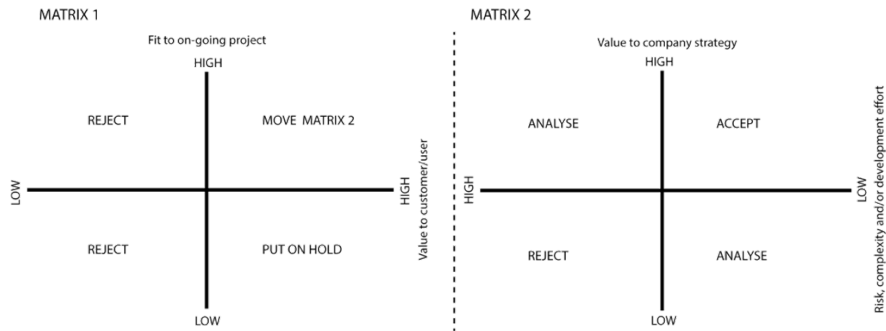 MATRIX 1
Fit to on-going project
HIGH
REJECT
MOVE MATRIX 2
LOW
HIGH
Value to customer/user
REJECT
PUT ON HOLD
LOW
MATRIX 2
Value to company strategy
HIGH
ANALYSE
ACCEPT
HIGH
LOW
Risk, complexity and/or development effort
REJECT
ANALYSE
LOW